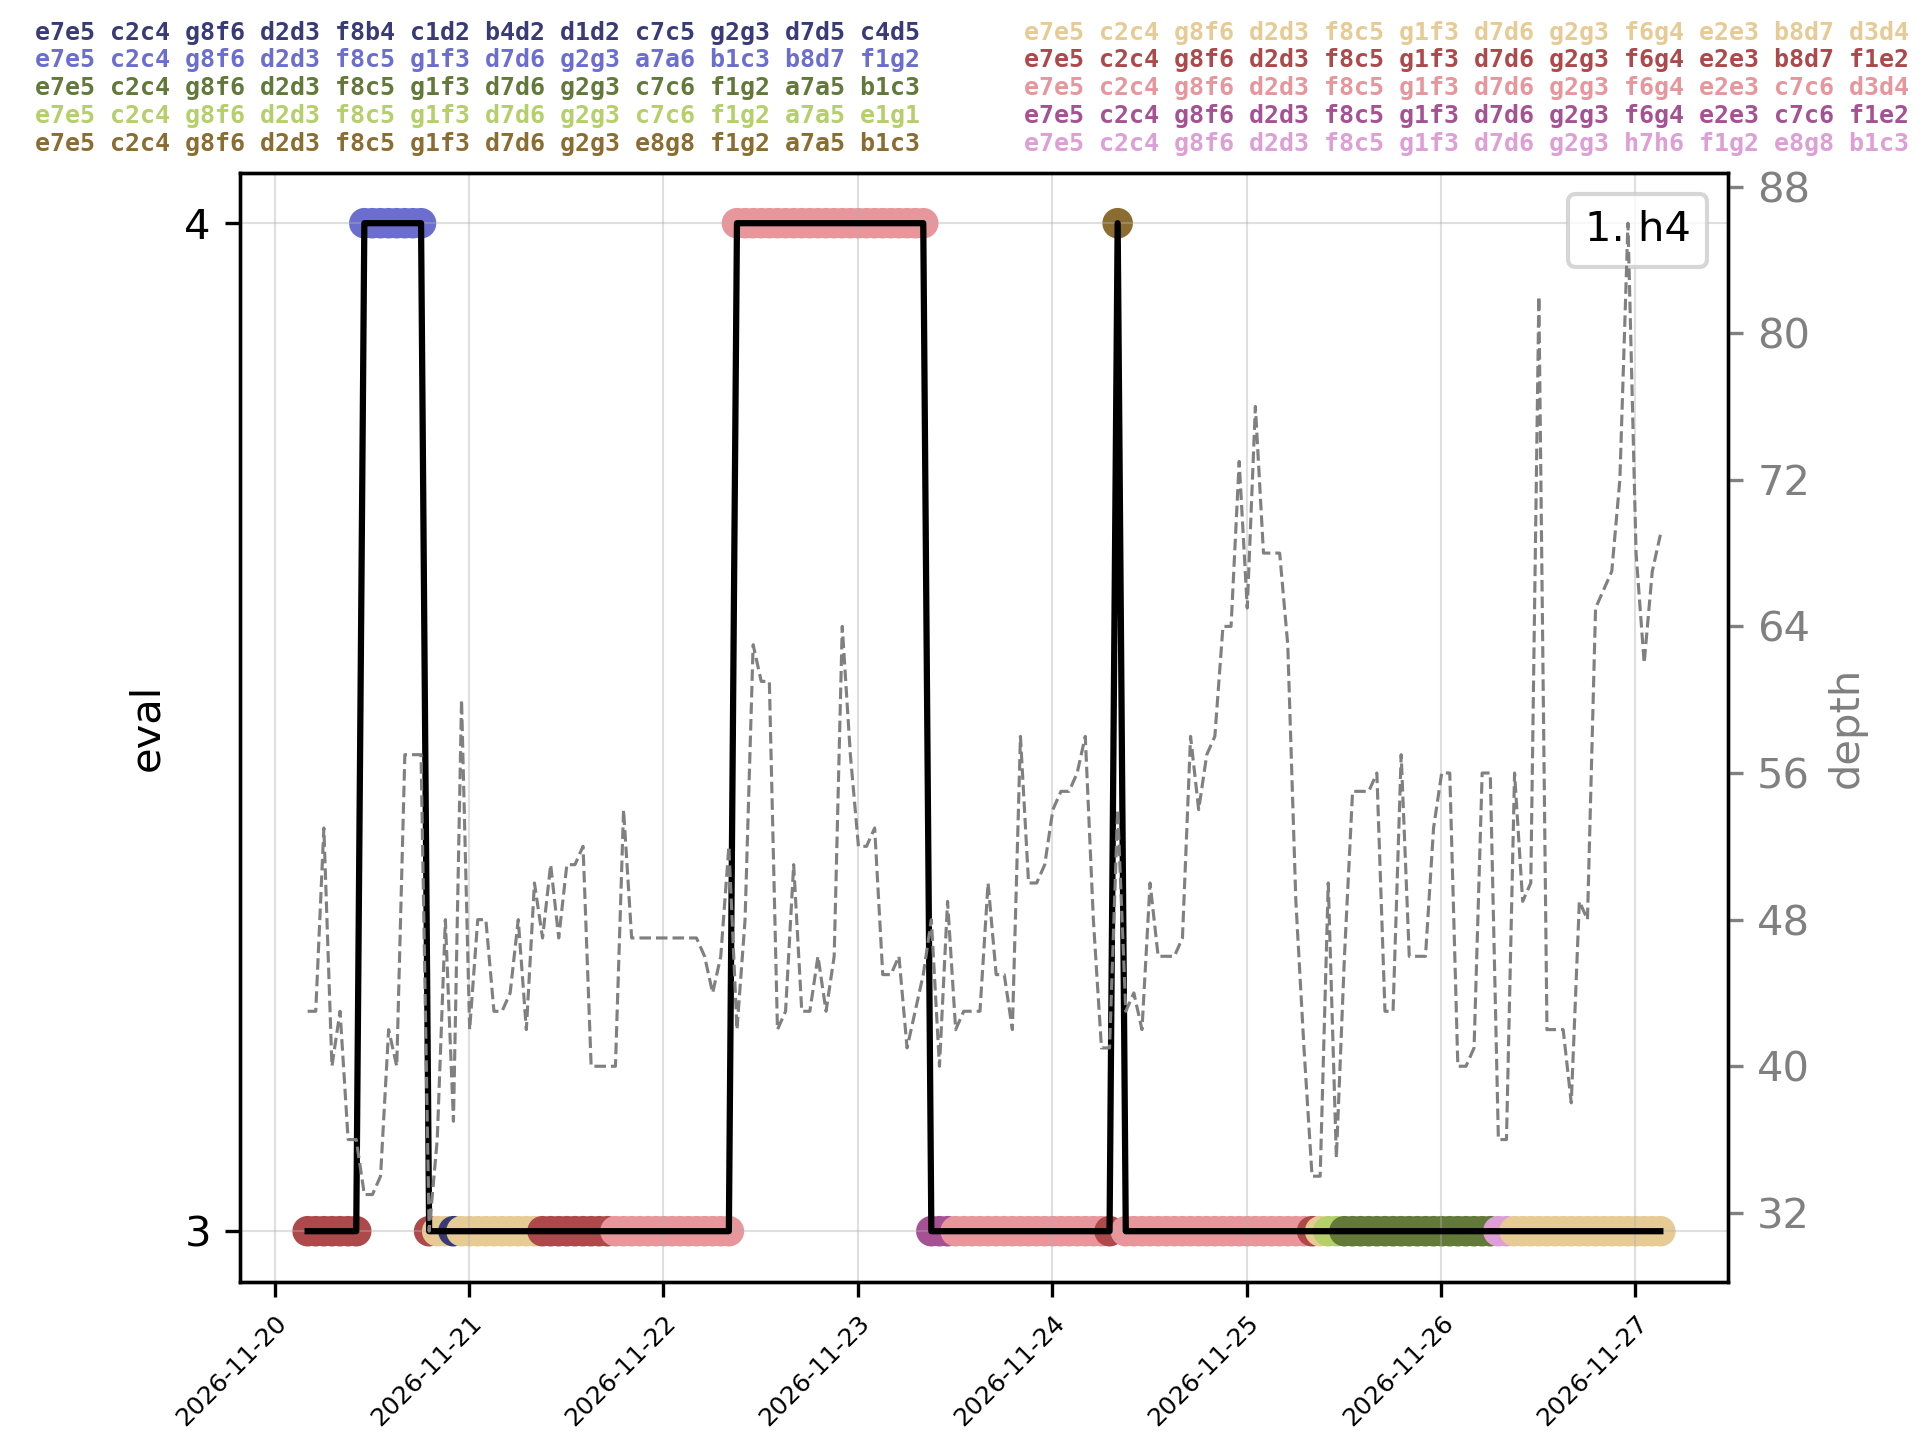 e7e5 c2c4 g8f6 d2d3 f8b4 c1d2 b4d2 d1d2 c7c5 g2g3 d7d5 c4d5
e7e5 c2c4 g8f6 d2d3 f8c5 g1f3 d7d6 g2g3 a7a6 b1c3 b8d7 f1g2
e7e5 c2c4 g8f6 d2d3 f8c5 g1f3 d7d6 g2g3 c7c6 f1g2 a7a5 b1c3
e7e5 c2c4 g8f6 d2d3 f8c5 g1f3 d7d6 g2g3 c7c6 f1g2 a7a5 e1g1
e7e5 c2c4 g8f6 d2d3 f8c5 g1f3 d7d6 g2g3 e8g8 f1g2 a7a5 b1c3
e7e5 c2c4 g8f6 d2d3 f8c5 g1f3 d7d6 g2g3 f6g4 e2e3 b8d7 d3d4
e7e5 c2c4 g8f6 d2d3 f8c5 g1f3 d7d6 g2g3 f6g4 e2e3 b8d7 f1e2
e7e5 c2c4 g8f6 d2d3 f8c5 g1f3 d7d6 g2g3 f6g4 e2e3 c7c6 d3d4
e7e5 c2c4 g8f6 d2d3 f8c5 g1f3 d7d6 g2g3 f6g4 e2e3 c7c6 f1e2
e7e5 c2c4 g8f6 d2d3 f8c5 g1f3 d7d6 g2g3 h7h6 f1g2 e8g8 b1c3
1. h4
4
3
eval
88
80
72
64
56
48
40
32
depth
2026-11-20
2026-11-21
2026-11-22
2026-11-23
2026-11-24
2026-11-25
2026-11-26
2026-11-27